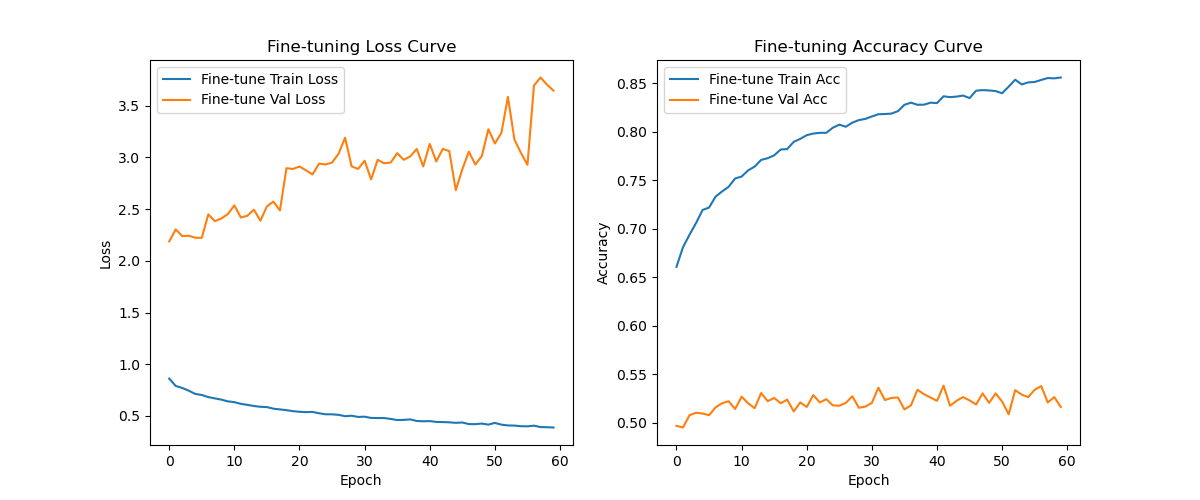 Fine-tuning Loss Curve
Fine-tune Train Loss
Fine-tune Val Loss
3.5
3.0
2.5
2.0
1.5
1.0
0.5
Loss
0 10 20 30 40 50 60
Epoch
Fine-tuning Accuracy Curve
Fine-tune Train Acc
Fine-tune Val Acc
0.85
0.80
0.75
0.70
0.65
0.60
0.55
0.50
Accuracy
0 10 20 30 40 50 60
Epoch